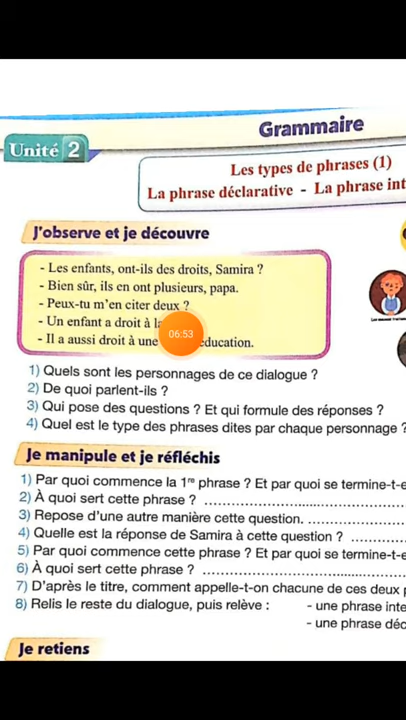 Grammaire
Unité 2
Les types de phrases (1)
La phrase déclarative - La phrase int
J'observe et je découvre
- Les enfants, ont-ils des droits, Samira ?
- Bien sûr, ils en ont plusieurs, papa.
- Peux-tu m'en citer deux ?
- Un enfant a droit à
- Il a aussi droit à une ducation.
06:53
1) Quels sont les personnages de ce dialogue ?
2) De quoi parlent-ils ?
3) Qui pose des questions ? Et qui formule des réponses ?
4) Quel est le type des phrases dites par chaque personnage ?
Je manipule et je réfléchis
1) Par quoi commence la 1re phrase ? Et par quoi se termine-t-e
2) À quoi sert cette phrase ?
3) Repose d'une autre manière cette question.
4) Quelle est la réponse de Samira à cette question ?
5) Par quoi commence cette phrase ? Et par quoi se termine-t-e
6) À quoi sert cette phrase ?
7) D'après le titre, comment appelle-t-on chacune de ces deux
8) Relis le reste du dialogue, puis relève : - une phrase inte
- une phrase déc
Je retiens